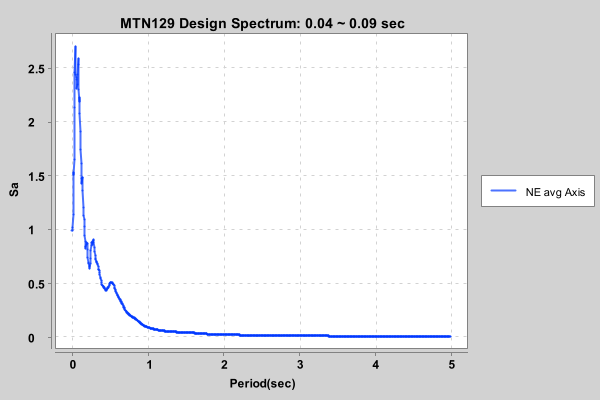 MTN129 Design Spectrum: 0.04 ~ 0.09 sec
2.5
2
1.5
1
0.5
0
Sa
0 1 2 3 4 5
Period(sec)
NE avg Axis